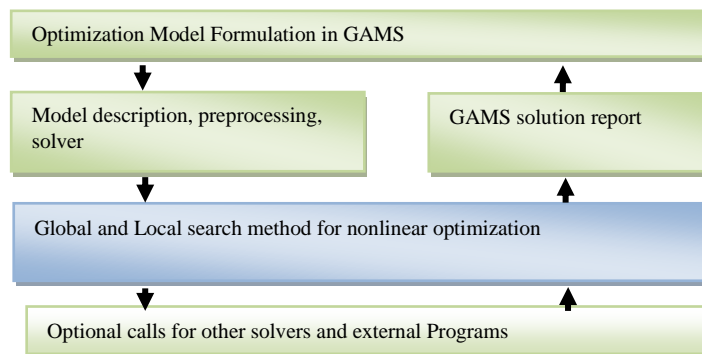 Optimization Model Formulation in GAMS
Model description, preprocessing,
solver
GAMS solution report
Global and Local search method for nonlinear optimization
Optional calls for other solvers and external Programs